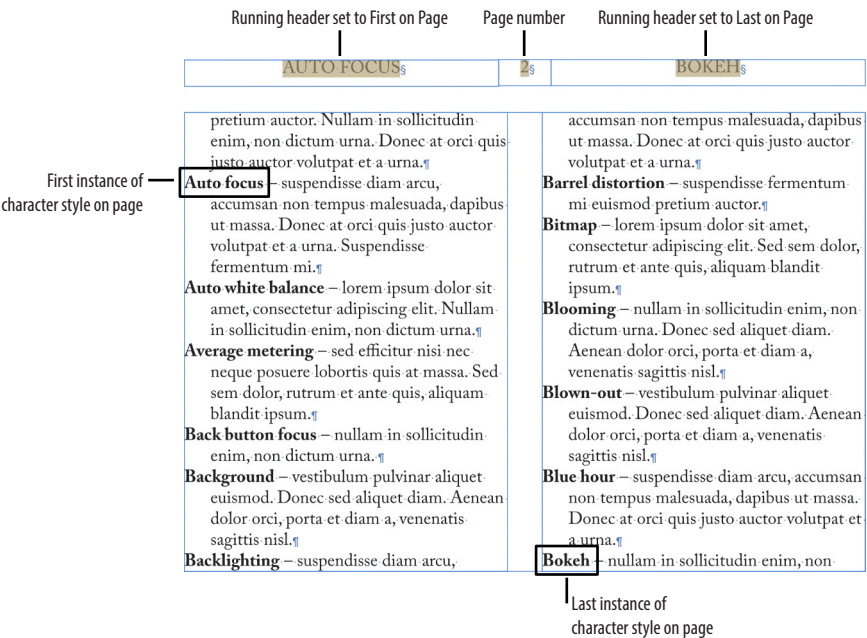 Running header set to First on Page
Page number
Running header set to Last on Page
AUTO FOCUS§
2§
BOKEH§
pretium auctor. Nullam in sollicitudin
enim, non dictum urna. Donec at orci quis
justo auctor volutpat et a urna.¶
First instance of
character style on page
Auto focus – suspendisse diam arcu,
accumsan non tempus malesuada, dapibus
ut massa. Donec at orci quis justo auctor
volutpat et a urna. Suspendisse
fermentum mi.¶
Auto white balance – lorem ipsum dolor sit
amet, consectetur adipiscing elit. Nullam
in sollicitudin enim, non dictum urna.¶
Average metering – sed efficitur nisi nec
neque posuere lobortis quis at massa. Sed
sem dolor, rutrum et ante quis, aliquam
blandit ipsum.¶
Back button focus – nullam in sollicitudin
enim, non dictum urna. ¶
Background – vestibulum pulvinar aliquet
euismod. Donec sed aliquet diam. Aenean
dolor orci, porta et diam a, venenatis
sagittis nisl.¶
Backlighting – suspendisse diam arcu,
accumsan non tempus malesuada, dapibus
ut massa. Donec at orci quis justo auctor
volutpat et a urna.¶
Barrel distortion – suspendisse fermentum
mi euismod pretium auctor.¶
Bitmap – lorem ipsum dolor sit amet,
consectetur adipiscing elit. Sed sem dolor,
rutrum et ante quis, aliquam blandit
ipsum.¶
Blooming – nullam in sollicitudin enim, non
dictum urna. Donec sed aliquet diam.
Aenean dolor orci, porta et diam a,
venenatis sagittis nisl.¶
Blown-out – vestibulum pulvinar aliquet
euismod. Donec sed aliquet diam. Aenean
dolor orci, porta et diam a, venenatis
sagittis nisl.¶
Blue hour – suspendisse diam arcu, accumsan
non tempus malesuada, dapibus ut massa.
Donec at orci quis justo auctor volutpat et
a urna.¶
Bokeh – nullam in sollicitudin enim, non
Last instance of
character style on page